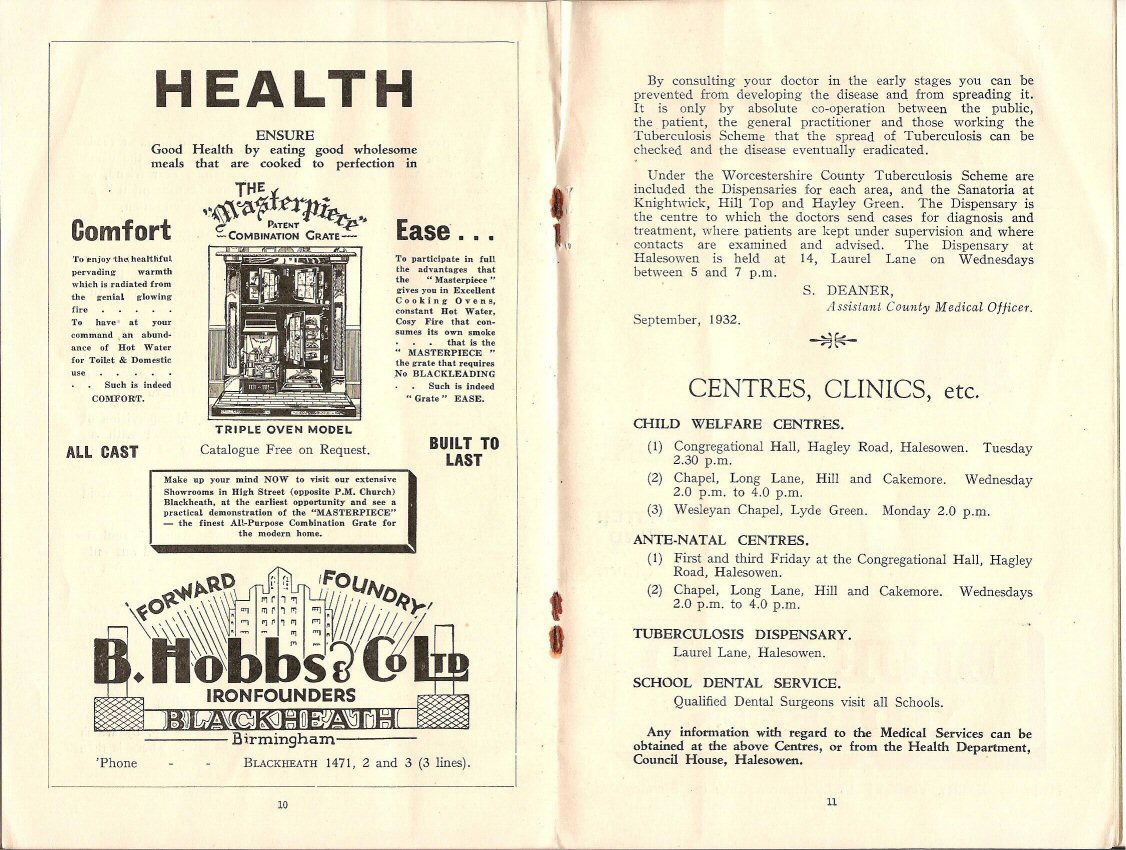 HEALTH
ENSURE
Good Health by eating good wholesome
meals that are cooked to perfection in
THE
"Masterpiece"
PATENT
COMBINATION GRATE
Comfort
To enjoy the healthful
pervading warmth
which is radiated from
the genial glowing
fire . . . . .
To have at your
command an abund-
ance of Hot Water
for Toilet & Domestic
use . . . . .
. . Such is indeed
COMFORT.
Ease . . .
To participate in full
the advantages that
the "Masterpiece"
gives you in Excellent
Cooking Ovens,
constant Hot Water,
Cosy Fire that con-
sumes its own smoke
. . . that is the
" MASTERPIECE "
the grate that requires
No BLACKLEADING
. . Such is indeed
"Grate" EASE.
TRIPLE OVEN MODEL
ALL CAST
Catalogue Free on Request.
BUILT TO
LAST
Make up your mind NOW to visit our extensive
Showrooms in High Street (opposite P.M. Church)
Blackheath, at the earliest opportunity and see a
practical demonstration of the "MASTERPIECE"
— the finest All-Purpose Combination Grate for
the modern home.
'FORWARD FOUNDRY'
B. Hobbs & Co LTD
IRONFOUNDERS
BLACKHEATH
Birmingham
'Phone - - BLACKHEATH 1471, 2 and 3 (3 lines).
10
By consulting your doctor in the early stages you can be
prevented from developing the disease and from spreading it.
It is only by absolute co-operation between the public,
the patient, the general practitioner and those working the
Tuberculosis Scheme that the spread of Tuberculosis can be
checked and the disease eventually eradicated.
Under the Worcestershire County Tuberculosis Scheme are
included the Dispensaries for each area, and the Sanatoria at
Knightwick, Hill Top and Hayley Green. The Dispensary is
the centre to which the doctors send cases for diagnosis and
treatment, where patients are kept under supervision and where
contacts are examined and advised. The Dispensary at
Halesowen is held at 14, Laurel Lane on Wednesdays
between 5 and 7 p.m.
S. DEANER,
Assistant County Medical Officer.
September, 1932.
CENTRES, CLINICS, etc.
CHILD WELFARE CENTRES.
(1) Congregational Hall, Hagley Road, Halesowen. Tuesday
2.30 p.m.
(2) Chapel, Long Lane, Hill and Cakemore. Wednesday
2.0 p.m. to 4.0 p.m.
(3) Wesleyan Chapel, Lyde Green. Monday 2.0 p.m.
ANTE-NATAL CENTRES.
(1) First and third Friday at the Congregational Hall, Hagley
Road, Halesowen.
(2) Chapel, Long Lane, Hill and Cakemore. Wednesdays
2.0 p.m. to 4.0 p.m.
TUBERCULOSIS DISPENSARY.
Laurel Lane, Halesowen.
SCHOOL DENTAL SERVICE.
Qualified Dental Surgeons visit all Schools.
Any information with regard to the Medical Services can be
obtained at the above Centres, or from the Health Department,
Council House, Halesowen.
11